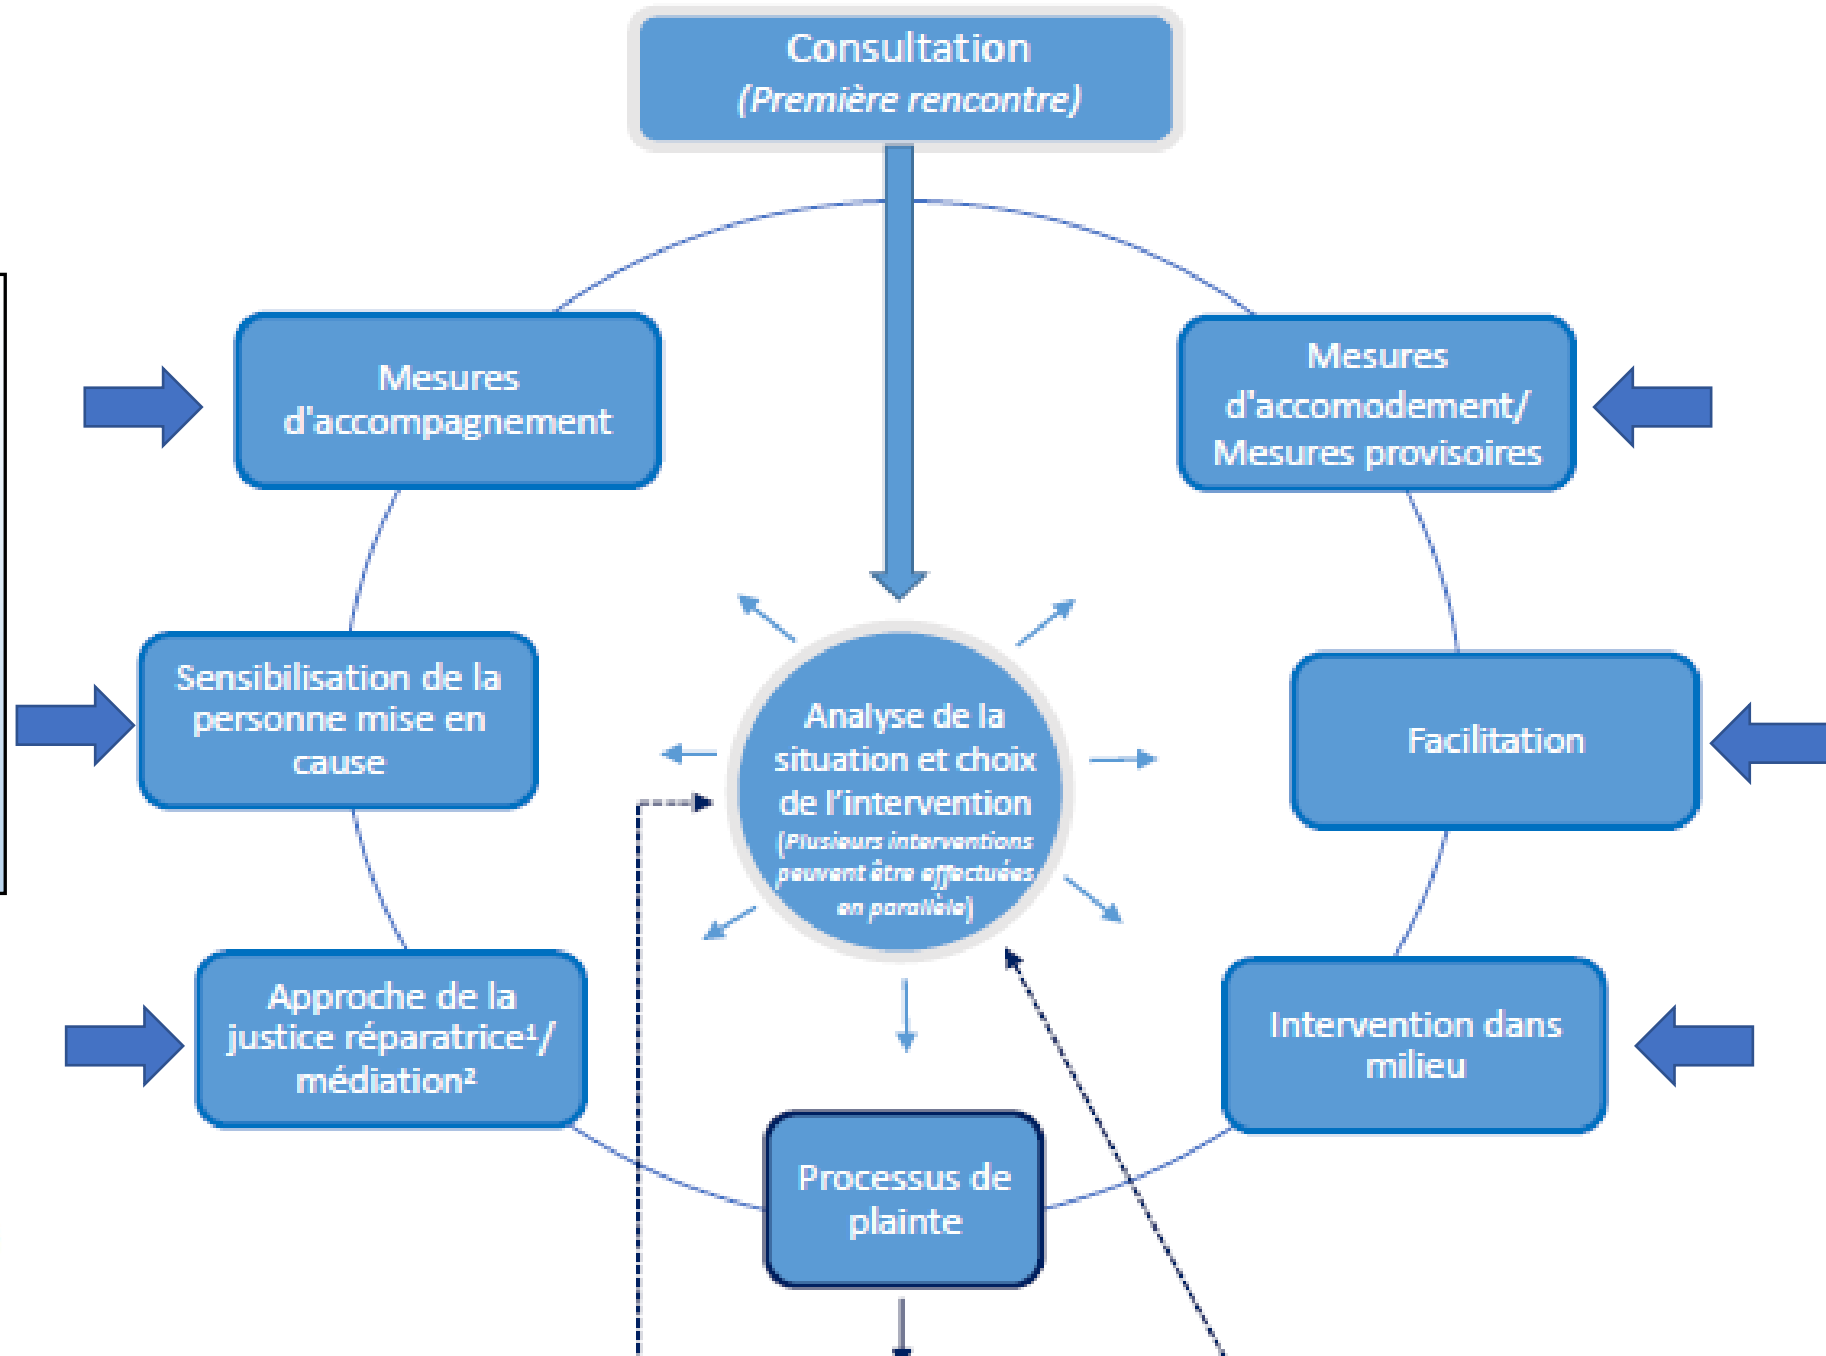 Consultation
(Première rencontre)
Mesures
d'accompagnement
Mesures
d'accomodement/
Mesures provisoires
Sensibilisation de la
personne mise en
cause
Analyse de la
situation et choix
de l'intervention
(Plusieurs interventions
peuvent être effectuées
en parallèle)
Facilitation
Approche de la
justice réparatrice¹/
médiation²
Intervention dans
milieu
Processus de
plainte